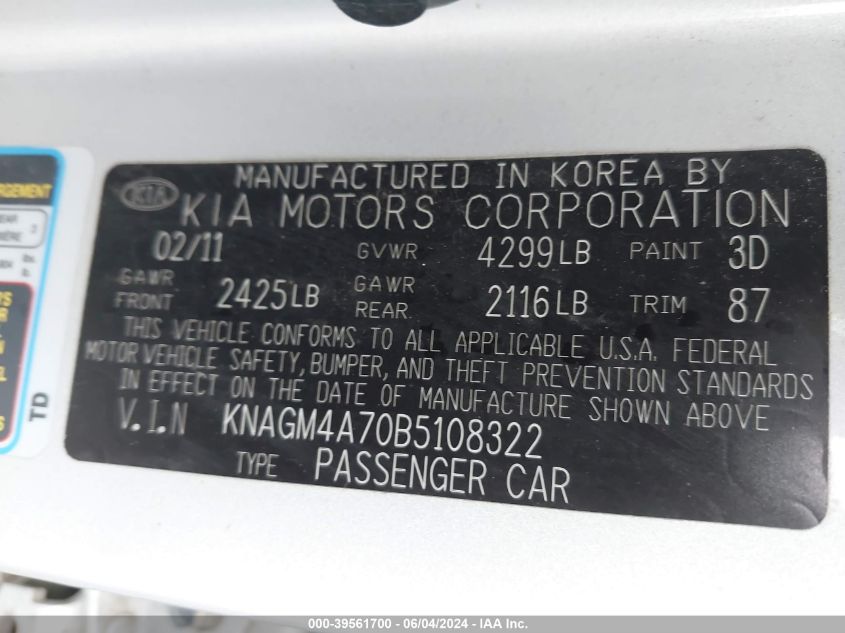 MANUFACTURED IN KOREA BY
KIA
KIA MOTORS CORPORATION
02/11 GVWR 4299LB PAINT 3D
GAWR FRONT 2425LB GAWR REAR. 2116LB TRIM 87
THIS VEHICLE CONFORMS TO ALL APPLICABLE U.S.A. FEDERAL
MOTOR VEHICLE SAFETY, BUMPER, AND THEFT PREVENTION STANDARDS
IN EFFECT ON THE DATE OF MANUFACTURE SHOWN ABOVE
V.I.N KNAGM4A70B5108322
TYPE PASSENGER CAR
TD
000-39561700 - 06/04/2024 - IAA Inc.